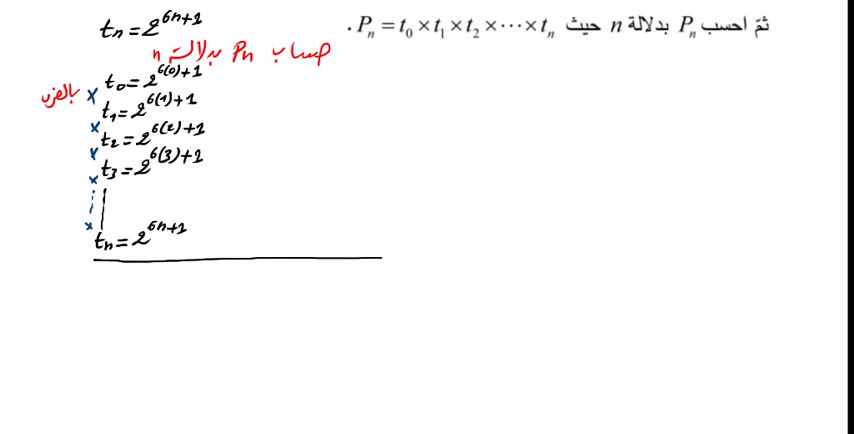 ثمّ احسب Pₙ بدلالة n حيث Pₙ = t₀ × t₁ × t₂ × ⋯ × tₙ .
tₙ = 2^{6n+1}
حساب Pₙ بدلالة n
t₀ = 2^{6(0)+1}
بالضرب ×
t₁ = 2^{6(1)+1}
×
t₂ = 2^{6(2)+1}
×
t₃ = 2^{6(3)+1}
×
×
tₙ = 2^{6n+1}